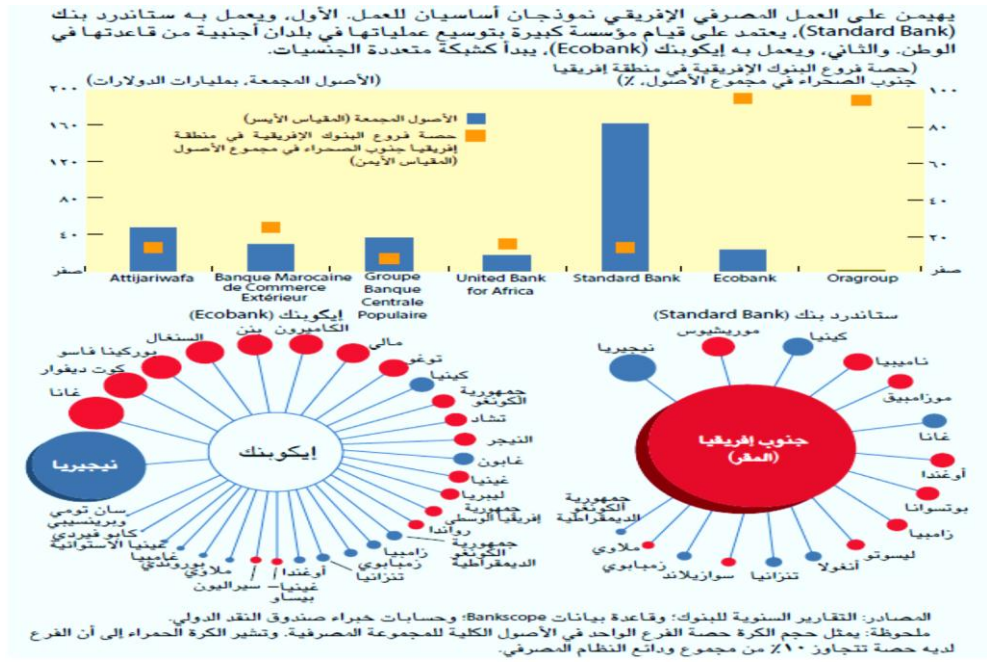 يهيمن على العمل المصرفي الإفريقي نموذجان أساسيان للعمل. الأول، ويعمل به ستاندرد بنك
(Standard Bank)، يعتمد على قيام مؤسسة كبيرة بتوسيع عملياتها في بلدان أجنبية من قاعدتها في
الوطن. والثاني، ويعمل به إيكوبنك (Ecobank)، يبدأ كشبكة متعددة الجنسيات.
(حصة فروع البنوك الإفريقية في منطقة إفريقيا
جنوب الصحراء في مجموع الأصول، ٪)
(الأصول المجمعة، بمليارات الدولارات)
٢٠٠
١٦٠
١٢٠
٨٠
٤٠
صفر
١٠٠
٨٠
٦٠
٤٠
٢٠
صفر
الأصول المجمعة (المقياس الأيسر)
حصة فروع البنوك الإفريقية في منطقة
إفريقيا جنوب الصحراء في مجموع الأصول
(المقياس الأيمن)
Attijariwafa
Banque Marocaine
de Commerce
Extérieur
Groupe
Banque
Centrale
Populaire
United Bank
for Africa
Standard Bank
Ecobank
Oragroup
ستاندرد بنك (Standard Bank)
نيجيريا
موريشيوس
كينيا
ناميبيا
موزامبيق
غانا
أوغندا
بوتسوانا
زامبيا
ليسوتو
أنغولا
تنزانيا
سوازيلاند
زمبابوي
ملاوي
جمهورية
الكونغو
الديمقراطية
جنوب إفريقيا
(المقر)
إيكوبنك (Ecobank)
نيجيريا
غانا
كوت ديفوار
بوركينا فاسو
السنغال
بنن
الكاميرون
مالي
توغو
كينيا
جمهورية
الكونغو
تشاد
النيجر
غابون
غينيا
ليبريا
جمهورية
إفريقيا الوسطى
رواندا
جمهورية
الكونغو
الديمقراطية
زامبيا
زمبابوي
تنزانيا
أوغندا
غينيا-
بيساو
سيراليون
ملاوي
بوروندي
غامبيا
غينيا الاستوائية
كابو فيردي
سان تومي
وبرينسيبي
إيكوبنك
المصادر: التقارير السنوية للبنوك؛ وقاعدة بيانات Bankscope؛ وحسابات خبراء صندوق النقد الدولي.
ملحوظة: يمثل حجم الكرة حصة الفرع الواحد في الأصول الكلية للمجموعة المصرفية. وتشير الكرة الحمراء إلى أن الفرع
لديه حصة تتجاوز ١٠٪ من مجموع ودائع النظام المصرفي.